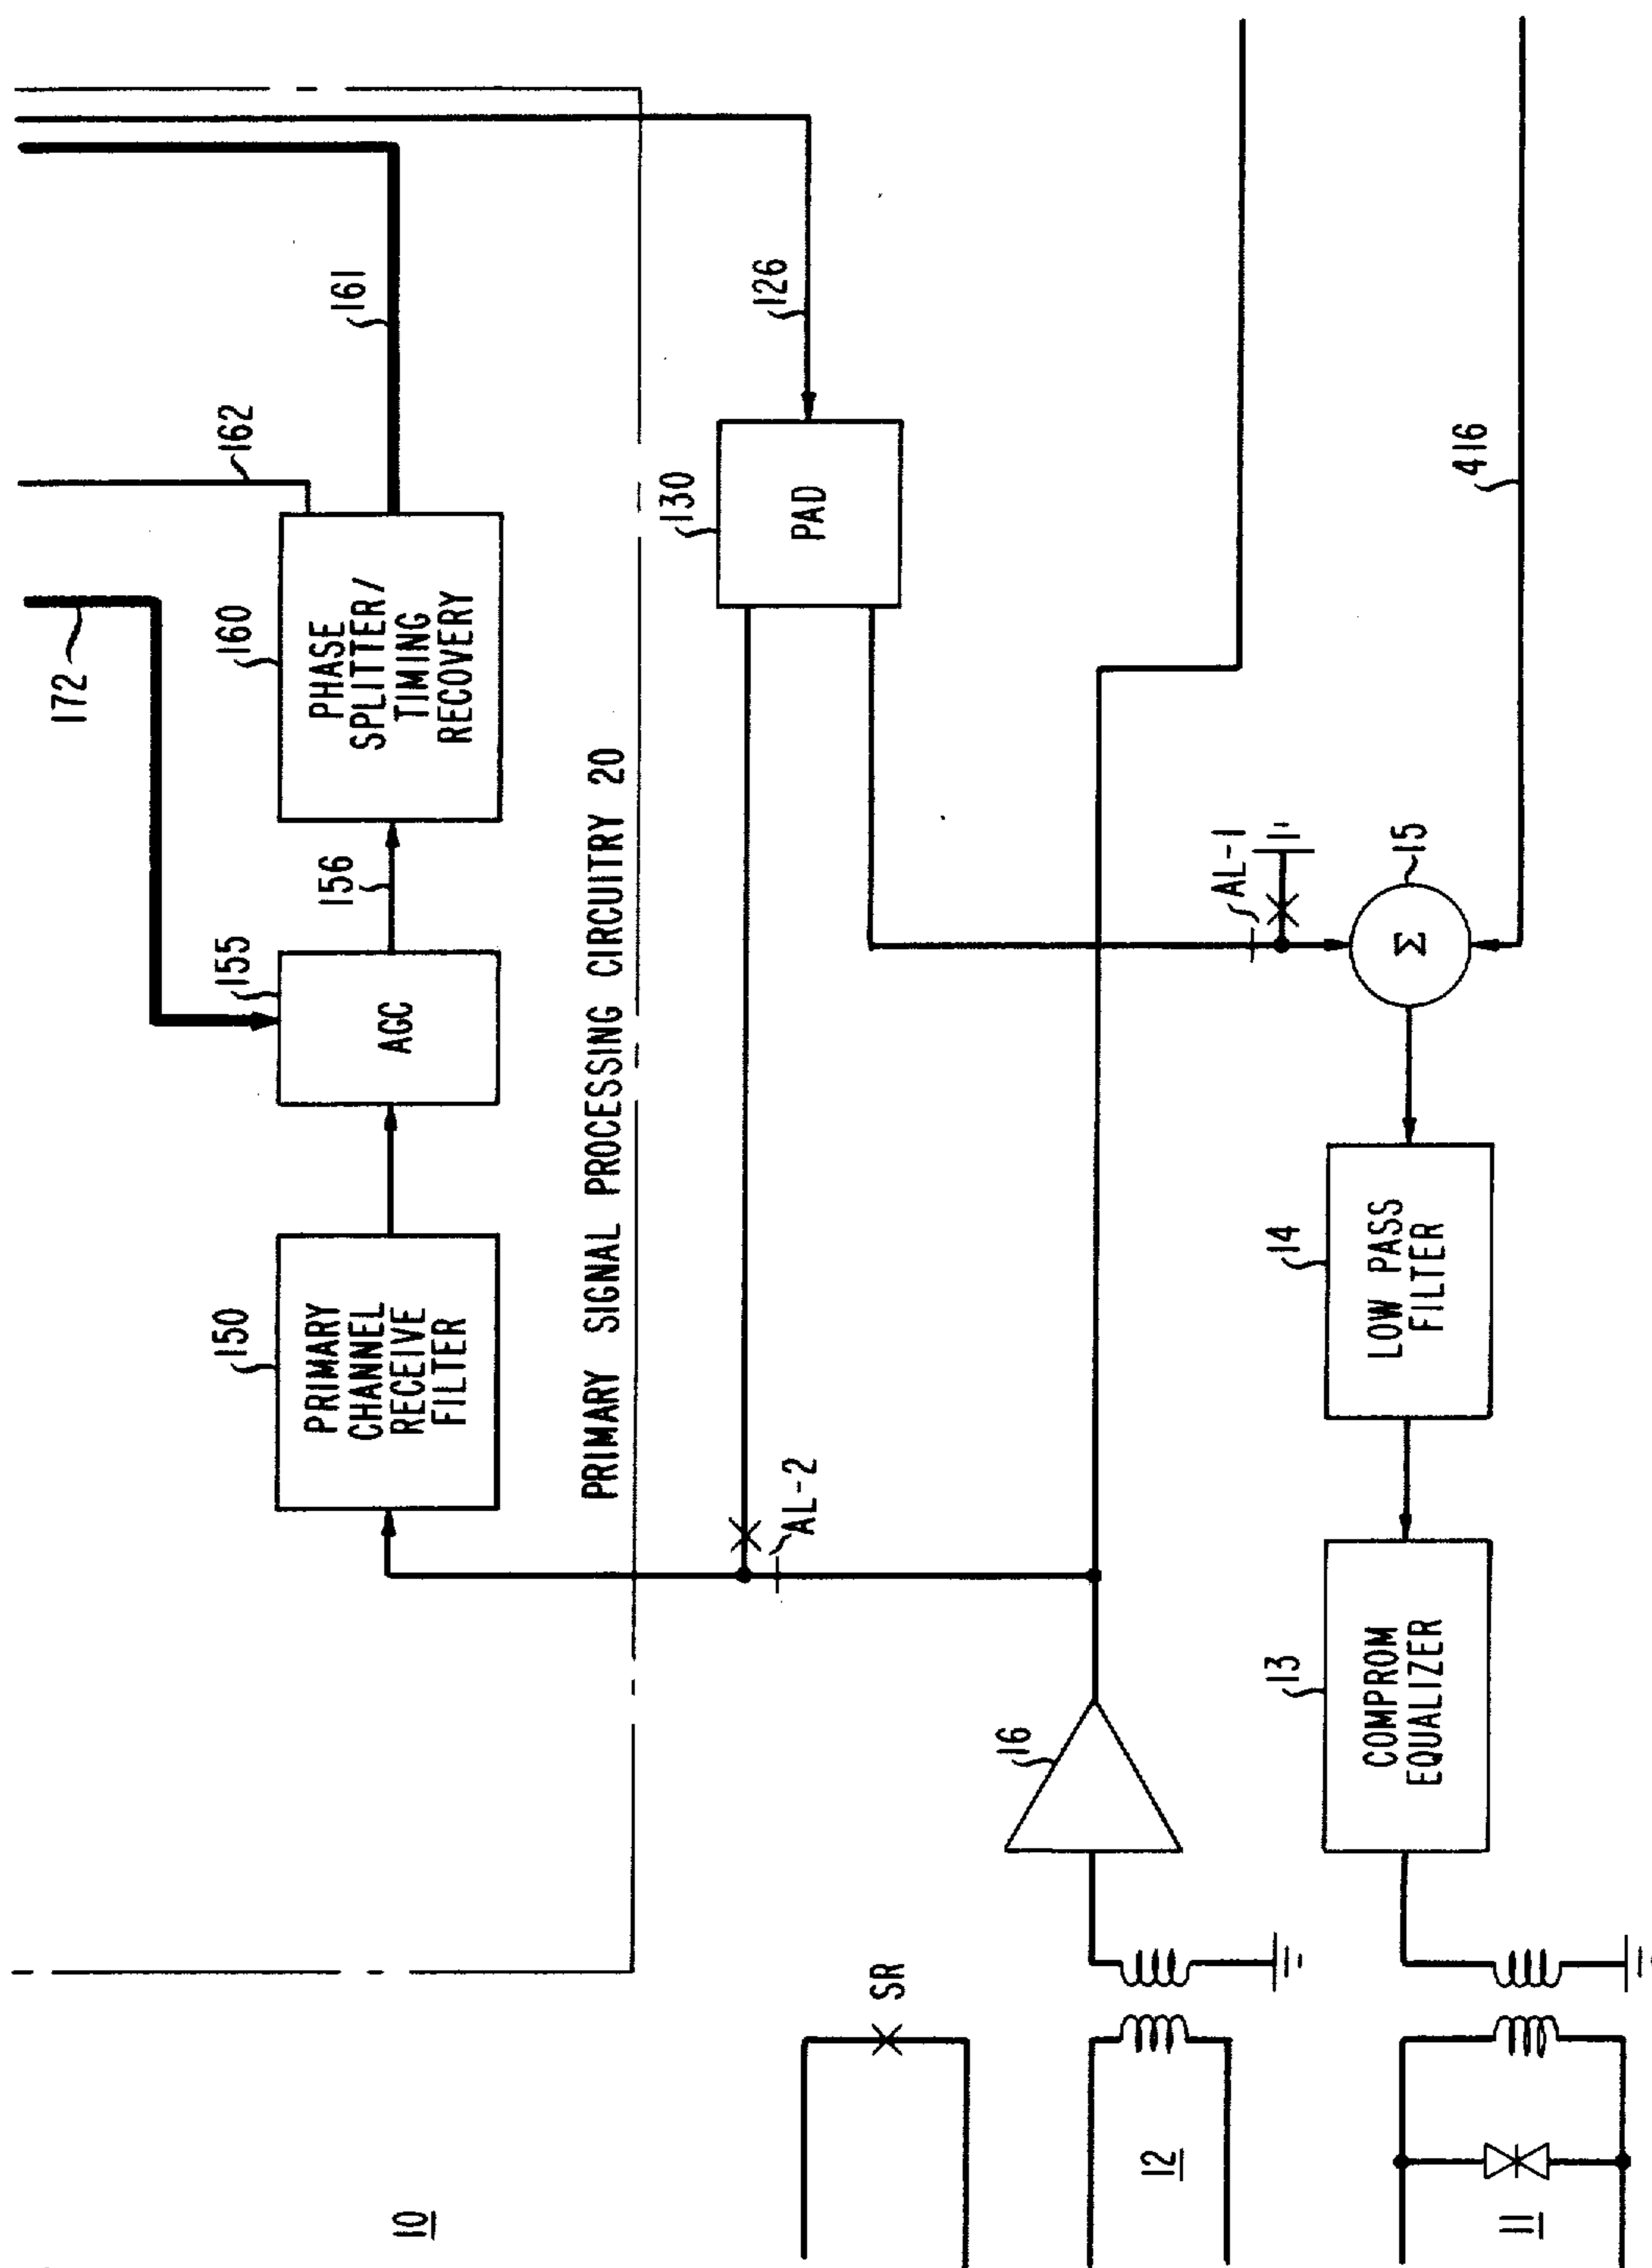 172
162
161
160
PHASE
SPLITTER/
TIMING
RECOVERY
156
155
AGC
150
PRIMARY
CHANNEL
RECEIVE
FILTER
PRIMARY SIGNAL PROCESSING CIRCUITRY 20
126
130
PAD
AL-2
AL-1
416
15
Σ
14
LOW PASS
FILTER
13
COMPROM
EQUALIZER
16
SR
10
12
11